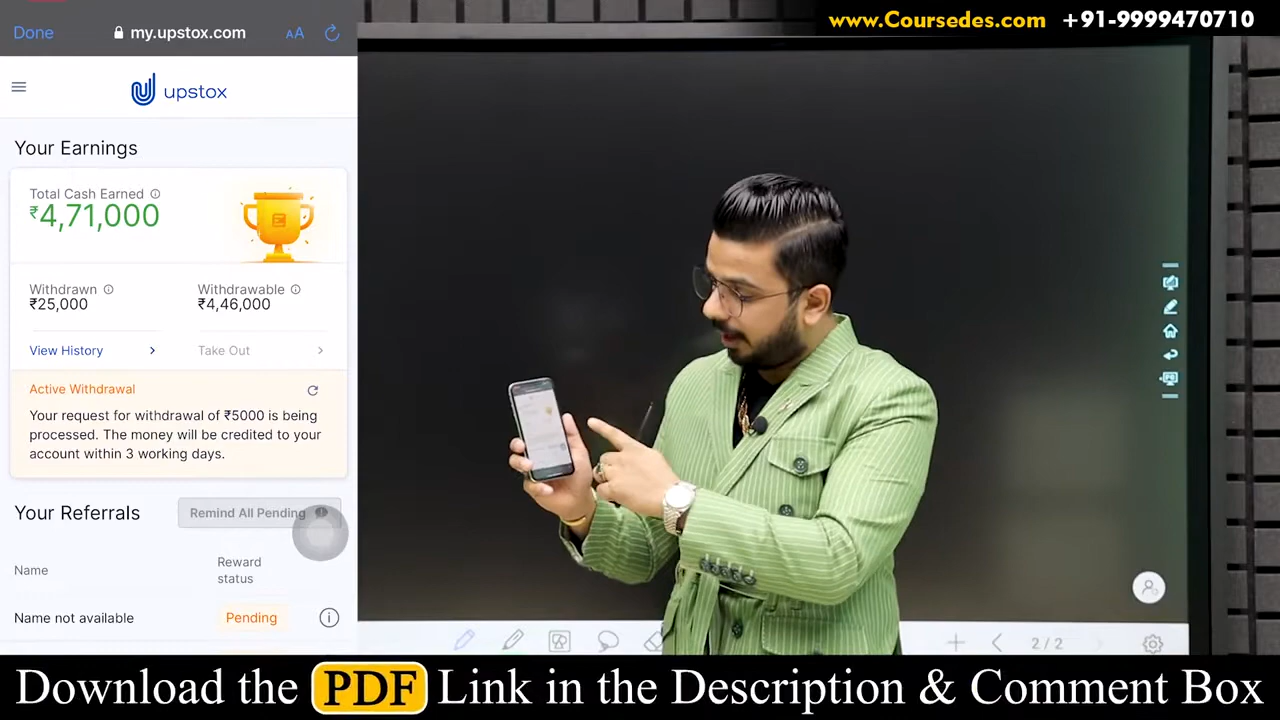 www.Coursedes.com +91-9999470710
Done my.upstox.com AA
upstox
Your Earnings
Total Cash Earned
₹4,71,000
Withdrawn Withdrawable
₹25,000 ₹4,46,000
View History Take Out
Active Withdrawal
Your request for withdrawal of ₹5000 is being
processed. The money will be credited to your
account within 3 working days.
Your Referrals Remind All Pending
Reward
Name status
Name not available Pending
2 / 2
Download the PDF Link in the Description & Comment Box